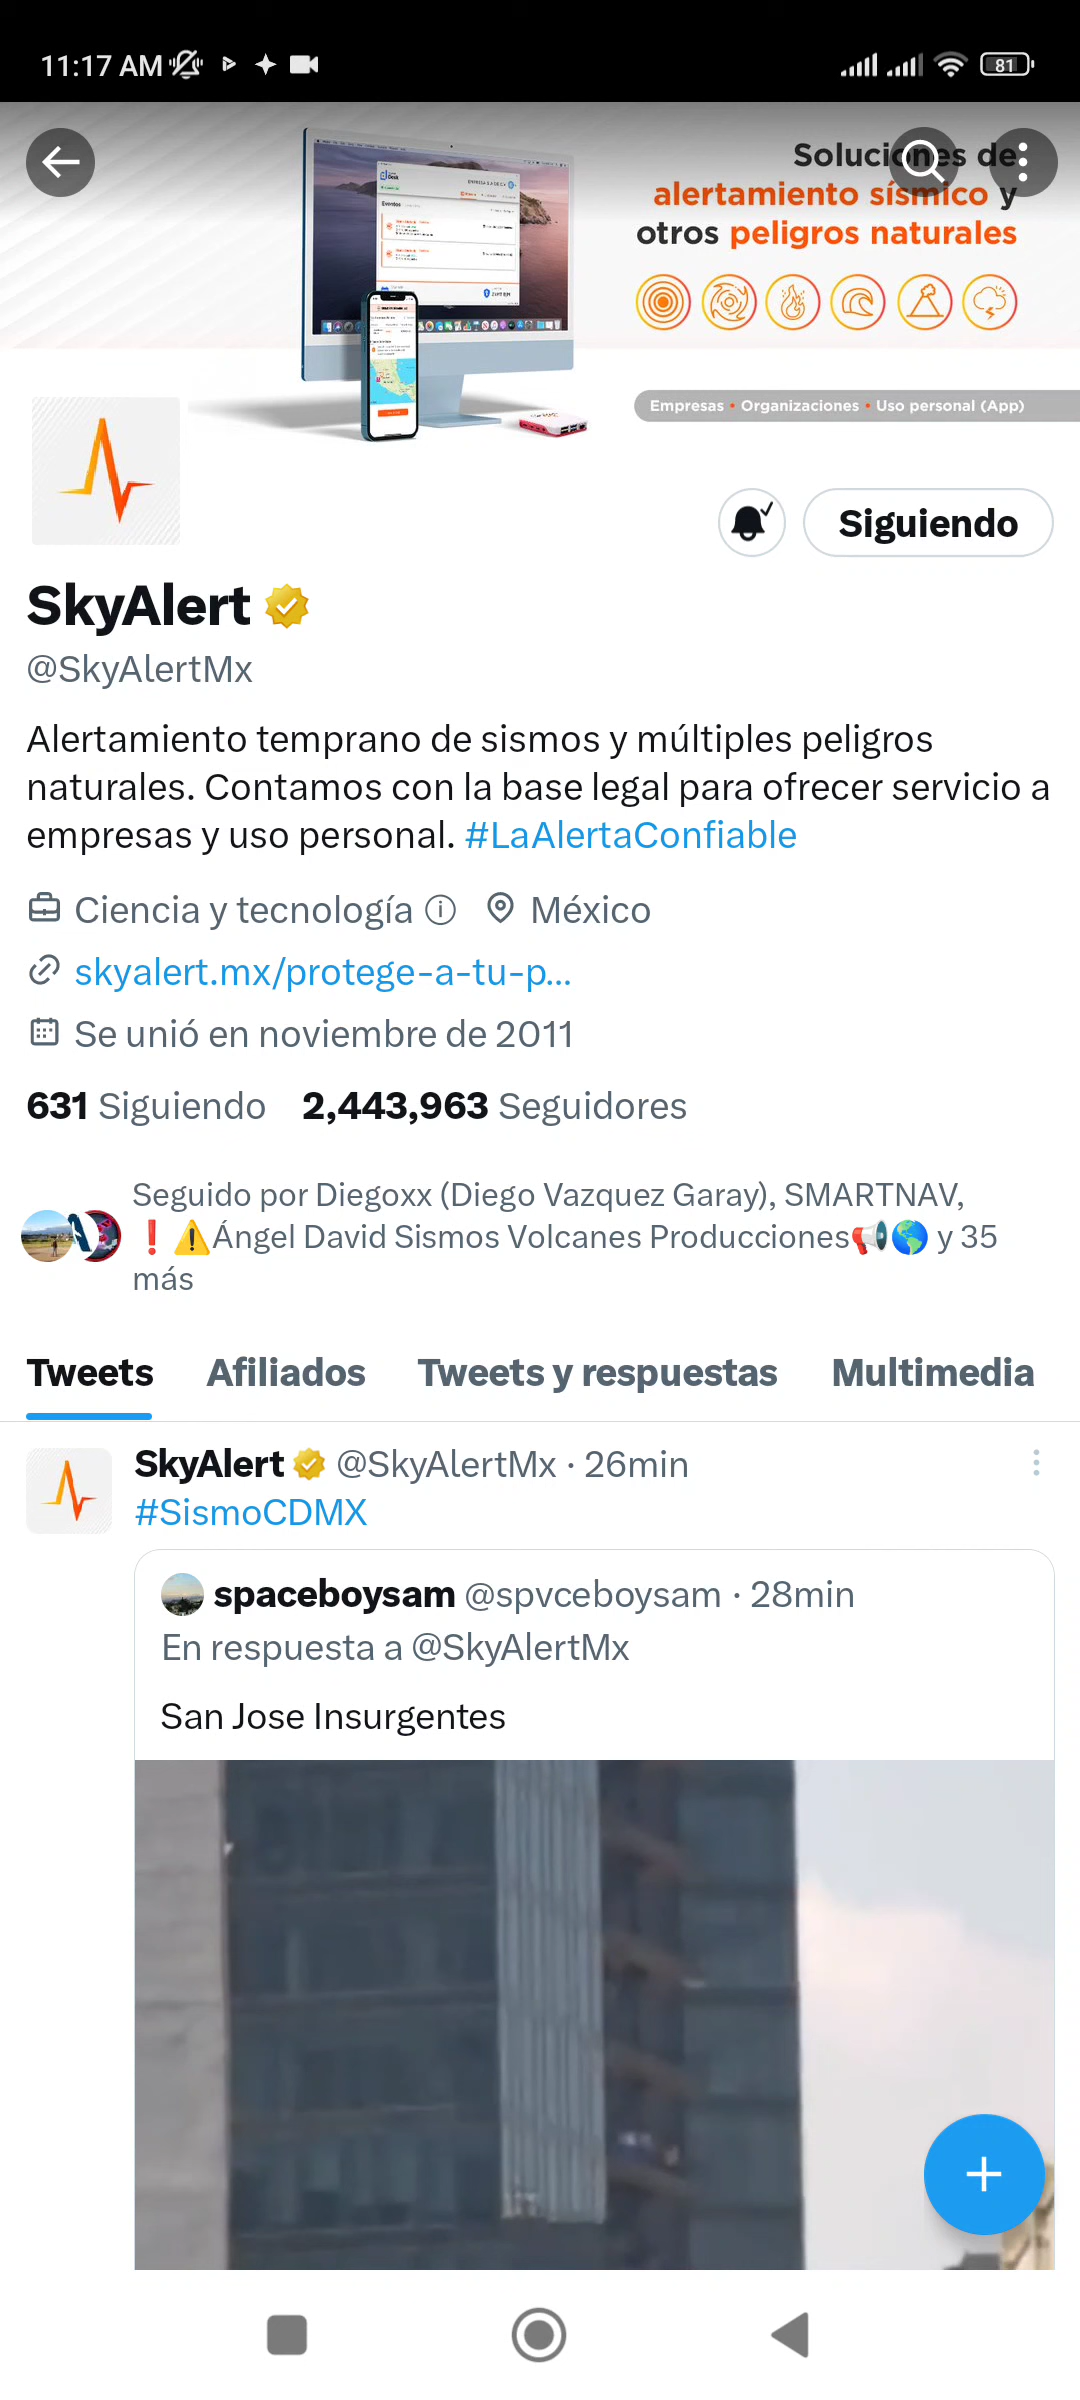 11:17 AM
81
Soluciones de
alertamiento sísmico y
otros peligros naturales
Eventos
Empresas • Organizaciones • Uso personal (App)
Siguiendo
SkyAlert
@SkyAlertMx
Alertamiento temprano de sismos y múltiples peligros
naturales. Contamos con la base legal para ofrecer servicio a
empresas y uso personal. #LaAlertaConfiable
Ciencia y tecnología México
skyalert.mx/protege-a-tu-p...
Se unió en noviembre de 2011
631 Siguiendo 2,443,963 Seguidores
Seguido por Diegoxx (Diego Vazquez Garay), SMARTNAV,
❗⚠️Ángel David Sismos Volcanes Producciones📢🌎 y 35
más
Tweets Afiliados Tweets y respuestas Multimedia
SkyAlert @SkyAlertMx · 26min
#SismoCDMX
spaceboysam @spvceboysam · 28min
En respuesta a @SkyAlertMx
San Jose Insurgentes